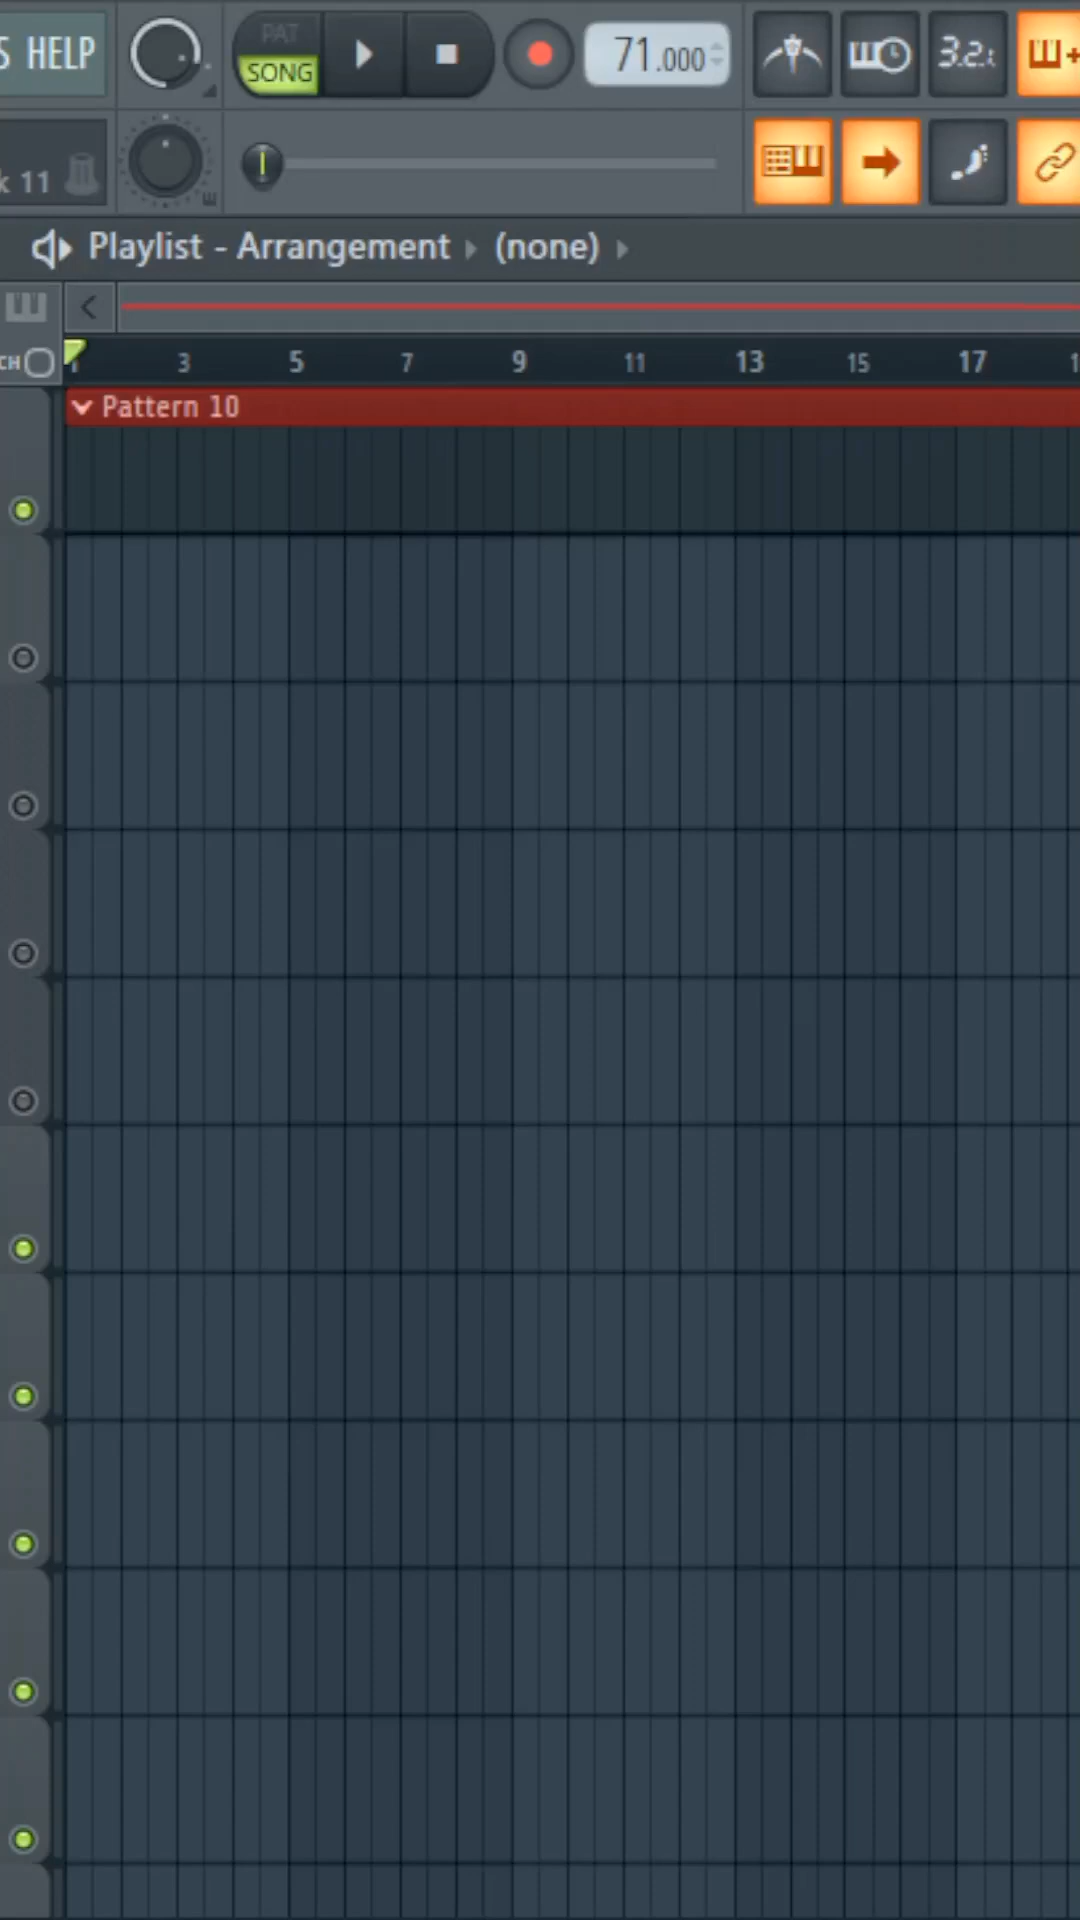 S HELP
PAT
SONG
71.000
3.2.
k 11
Playlist - Arrangement
(none)
CH
1 3 5 7 9 11 13 15 17
Pattern 10